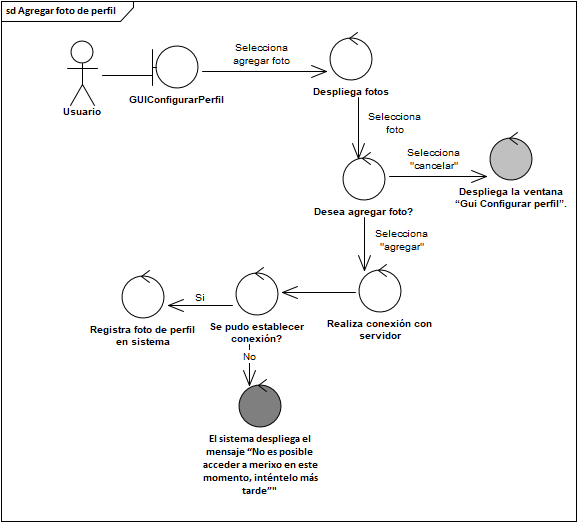 sd Agregar foto de perfil
Usuario
GUIConfigurarPerfil
Selecciona
agregar foto
Despliega fotos
Selecciona
foto
Desea agregar foto?
Selecciona
"cancelar"
Despliega la ventana
“Gui Configurar perfil”.
Selecciona
"agregar"
Realiza conexión con
servidor
Se pudo establecer
conexión?
Si
Registra foto de perfil
en sistema
No
El sistema despliega el
mensaje “No es posible
acceder a merixo en este
momento, inténtelo más
tarde”"